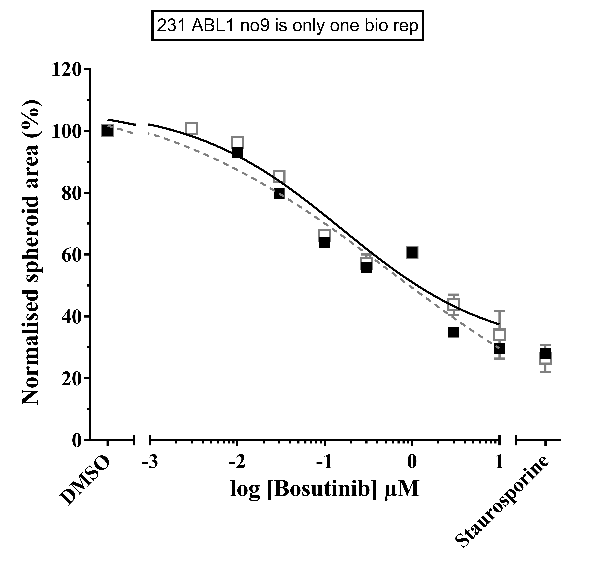 231 ABL1 no9 is only one bio rep
120
100
80
60
40
20
0
Normalised spheroid area (%)
DMSO
-3
-2
-1
0
1
Staurosporine
log [Bosutinib] µM